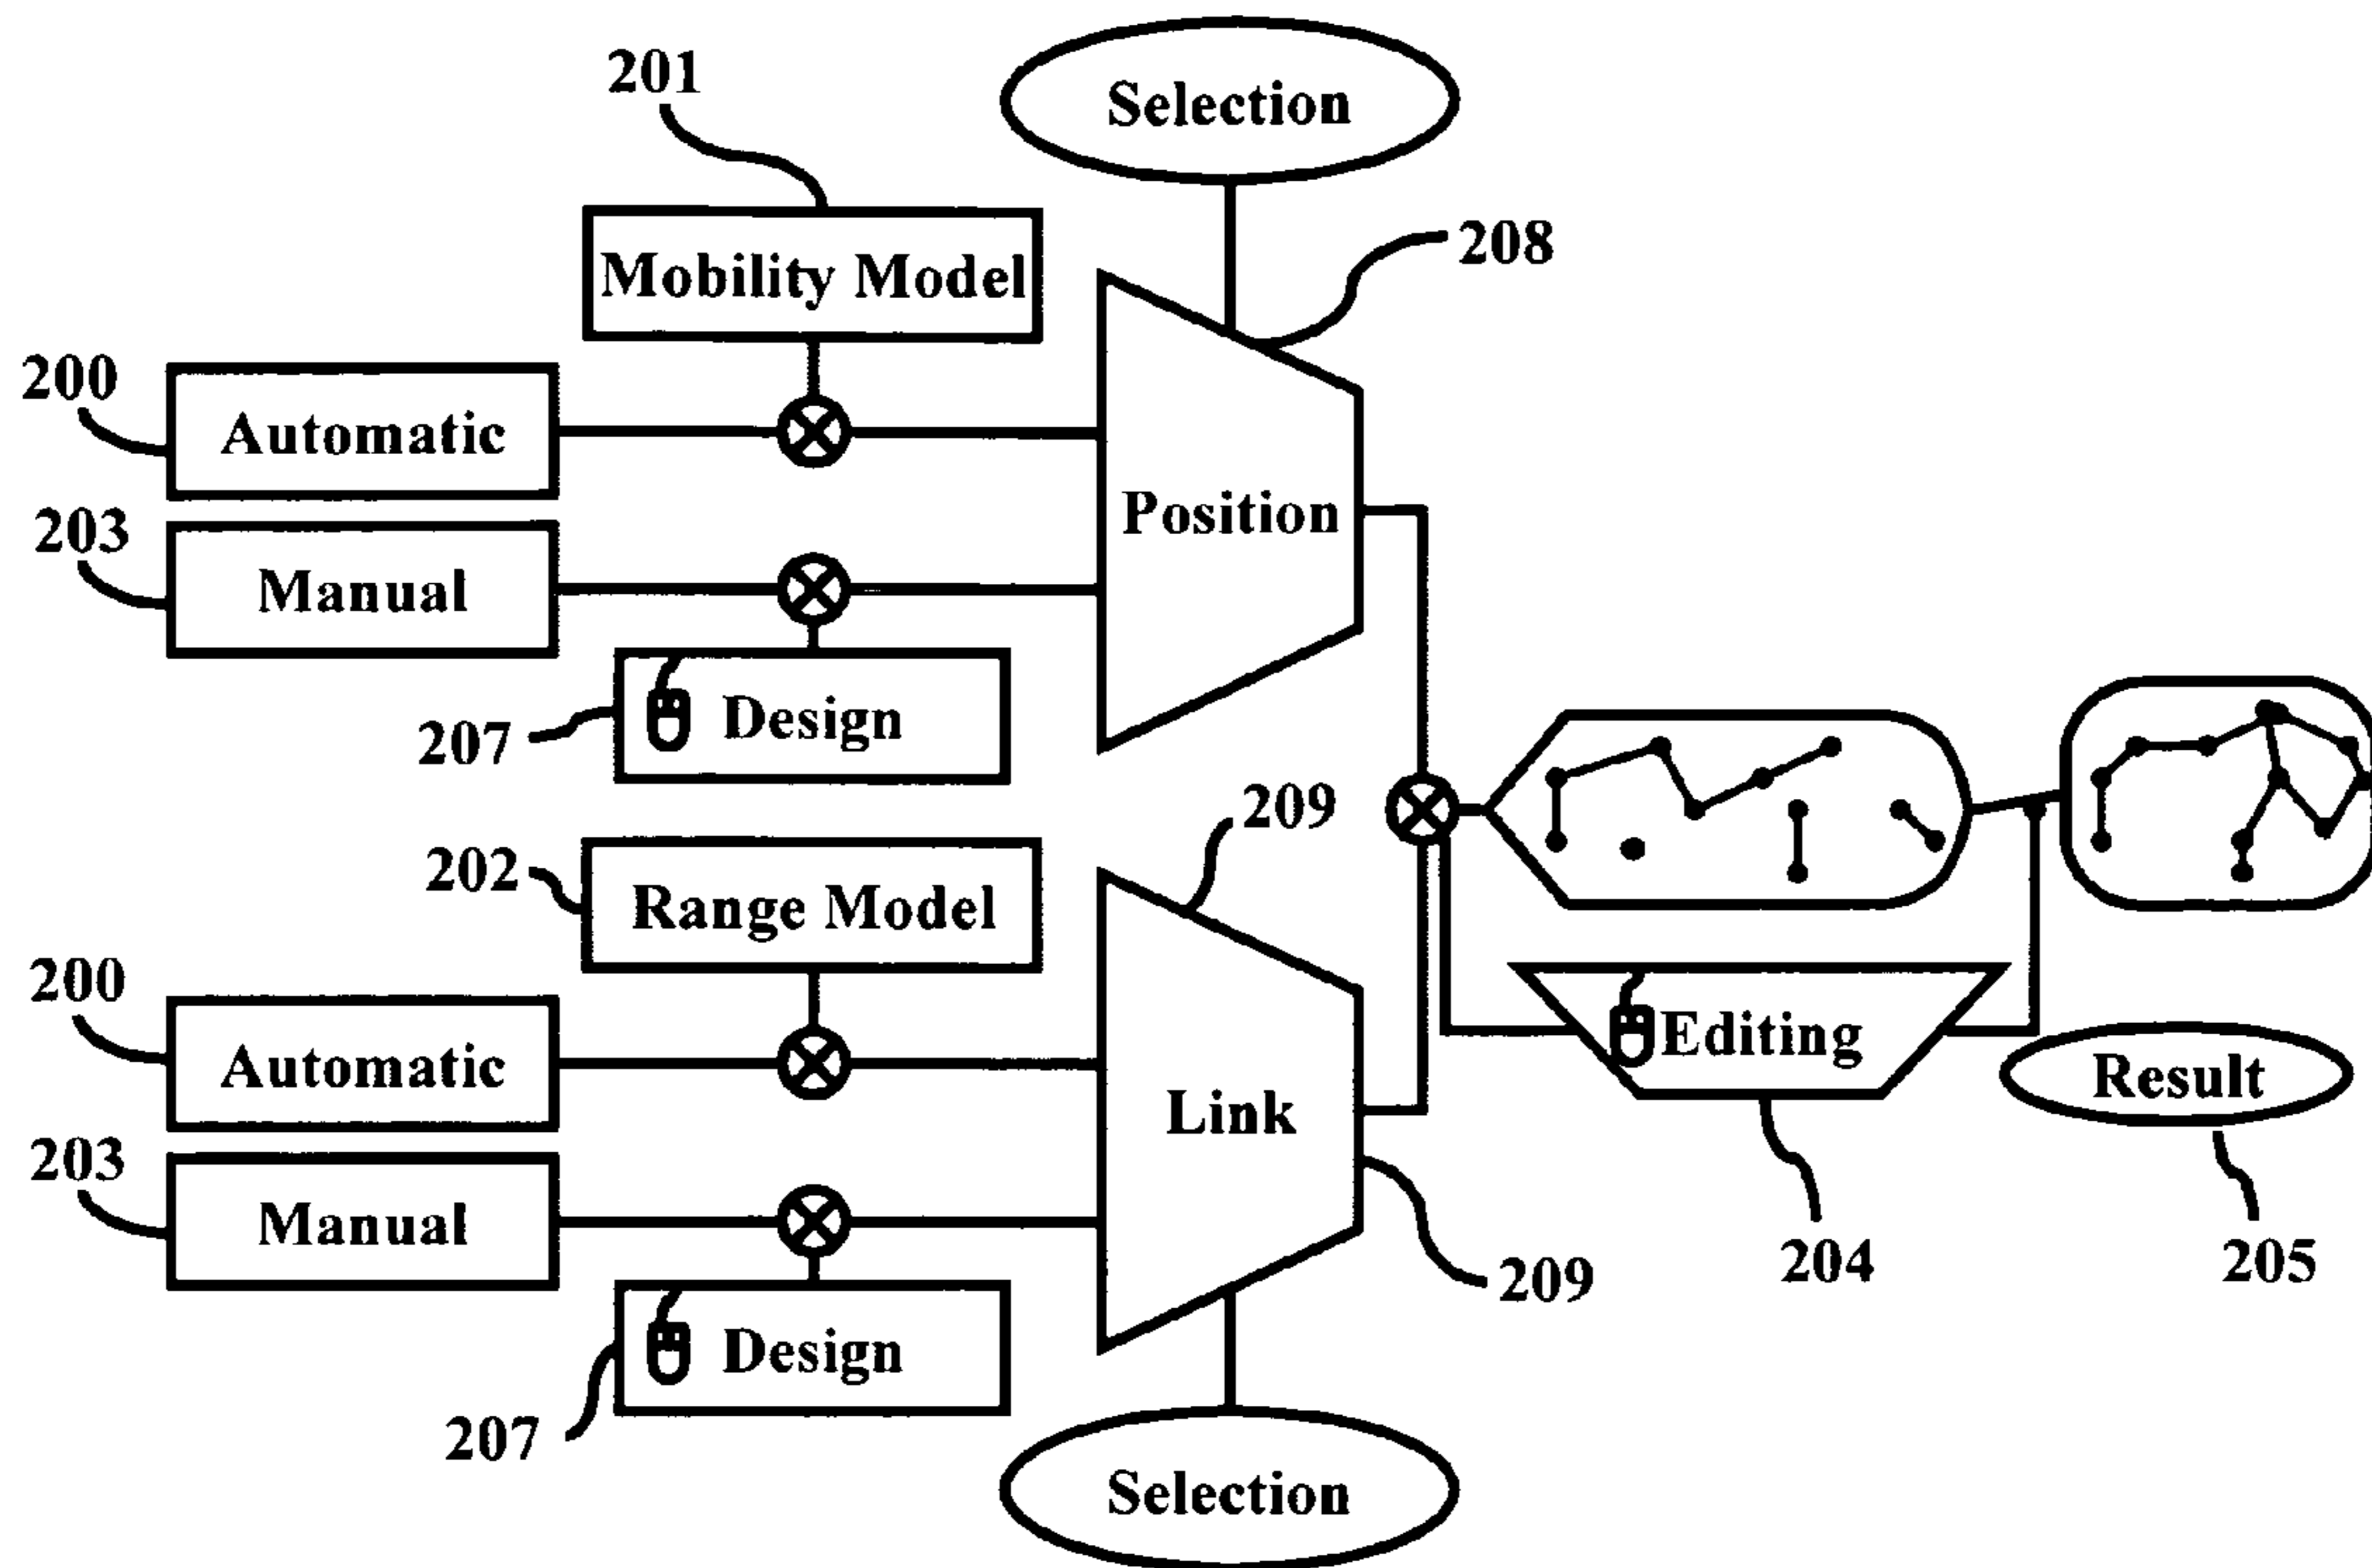 201
Selection
208
Mobility Model
200
Automatic
203
Manual
Position
207
Design
209
202
Range Model
200
Automatic
Editing
Result
Link
203
Manual
204
205
209
207
Design
Selection